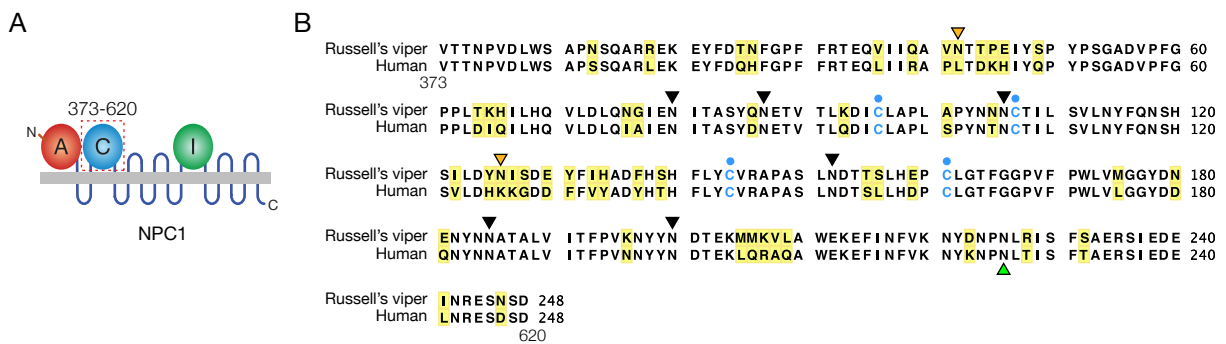 A
B
373-620
N
A
C
I
C
NPC1
Russell's viper VTTNPVDLWS APNSQARREK EYFDTNFGPF FRTEQVIIQA VNTTPEIYSP YPSGADVPFG 60
Human VTTNPVDLWS APSSQARLEK EYFDQHFGPF FRTEQLIIRA PLTDKHIYQP YPSGADVPFG 60
373
Russell's viper PPLTKHILHQ VLDLQNGIEN ITASYQNETV TLKDICLAPL APYNNNCTIL SVLNYFQNSH 120
Human PPLDIQILHQ VLDLQIAIEN ITASYDNETV TLQDICLAPL SPYNTNCTIL SVLNYFQNSH 120
Russell's viper SILDYNISDE YFIHADFHSH FLYCVRAPAS LNDTTSLHEP CLGTFGGPVF PWLVMGGYDN 180
Human SVLDHKKGDD FFVYADYHTH FLYCVRAPAS LNDTSLLHDP CLGTFGGPVF PWLVLGGYDD 180
Russell's viper ENYNNATALV ITFPVKNYYN DTEKMMKVLA WEKEFINFVK NYDNPNLRIS FSAERSIEDE 240
Human QNYNNATALV ITFPVNNYYN DTEKLQRAQA WEKEFINFVK NYKNPNLTIS FTAERSIEDE 240
Russell's viper INRESNSD 248
Human LNRESDSD 248
620